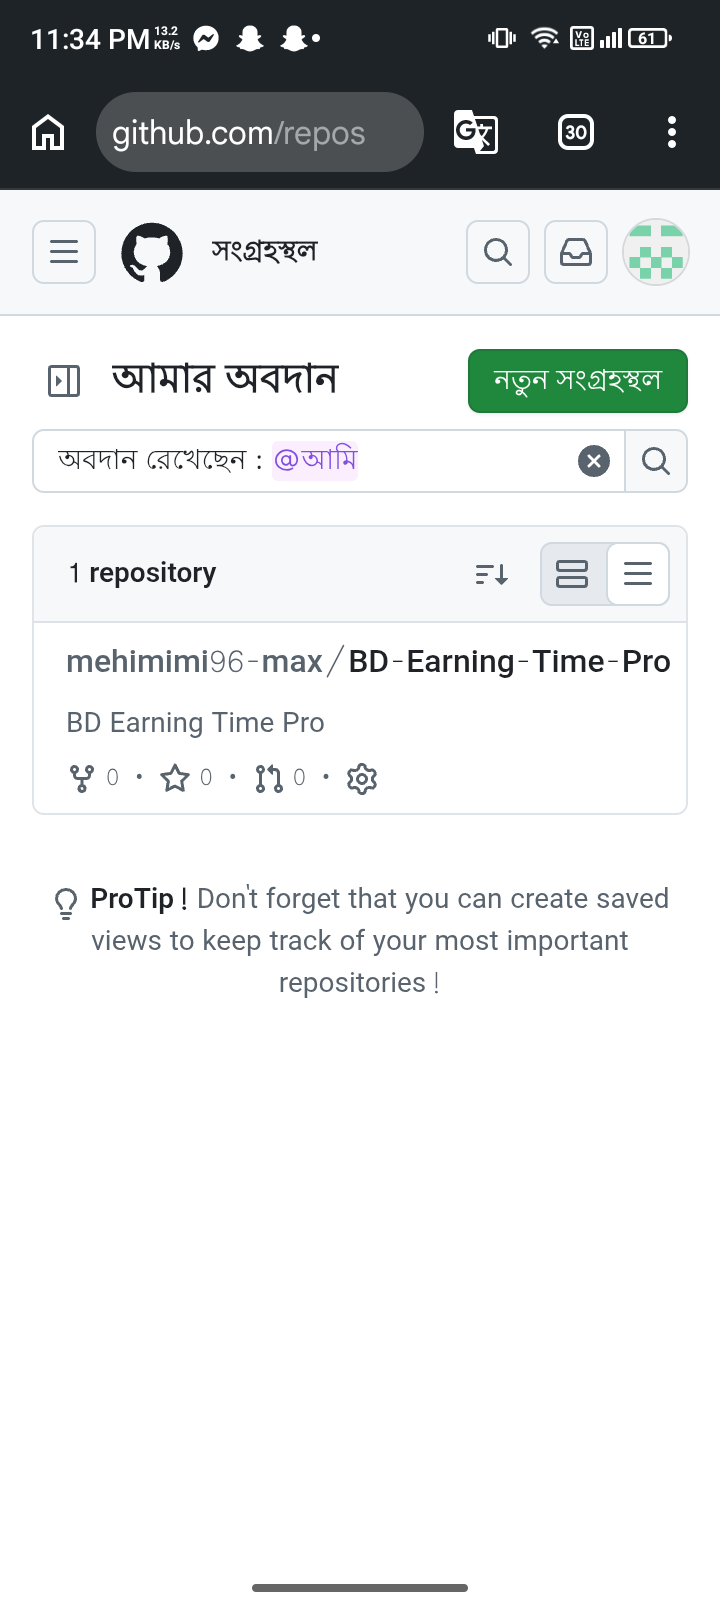 11:34 PM 13.2 KB/s Vo LTE 61
github.com/repos 30
সংগ্রহস্থল
আমার অবদান
নতুন সংগ্রহস্থল
অবদান রেখেছেন : @আমি
1 repository
mehimimi96-max/BD-Earning-Time-Pro
BD Earning Time Pro
0 • 0 • 0 •
ProTip! Don't forget that you can create saved
views to keep track of your most important
repositories!